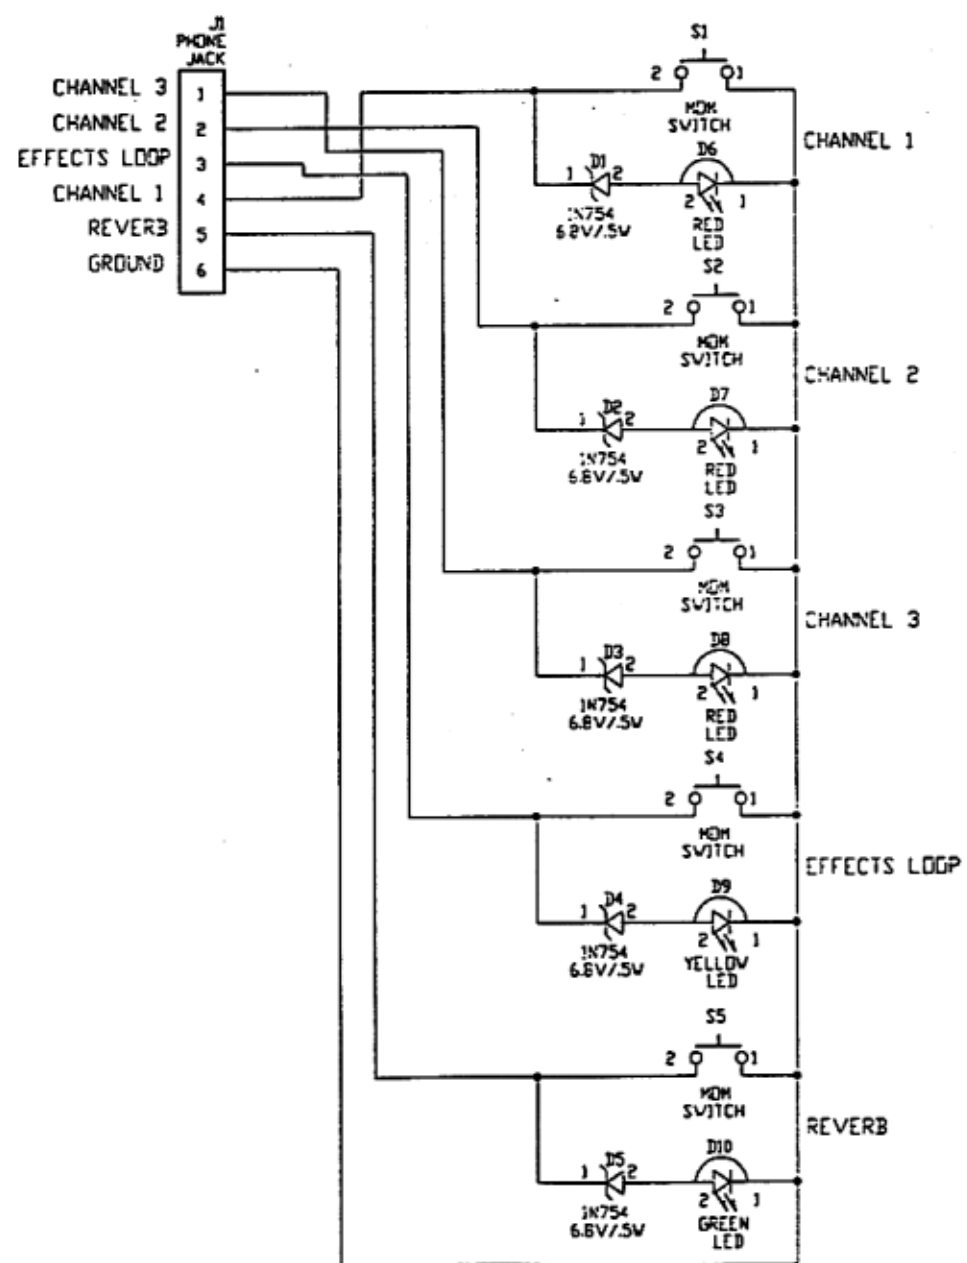 J1
PHONE
JACK
CHANNEL 3
1
CHANNEL 2
2
EFFECTS LOOP
3
CHANNEL 1
4
REVERB
5
GROUND
6
S1
2 1
MOM
SWITCH
CHANNEL 1
D1
1 2
1N754
6.8V/.5W
D6
2 1
RED
LED
S2
2 1
MOM
SWITCH
CHANNEL 2
D2
1 2
1N754
6.8V/.5W
D7
2 1
RED
LED
S3
2 1
MOM
SWITCH
CHANNEL 3
D3
1 2
1N754
6.8V/.5W
D8
2 1
RED
LED
S4
2 1
MOM
SWITCH
EFFECTS LOOP
D4
1 2
1N754
6.8V/.5W
D9
2 1
YELLOW
LED
S5
2 1
MOM
SWITCH
REVERB
D5
1 2
1N754
6.8V/.5W
D10
2 1
GREEN
LED